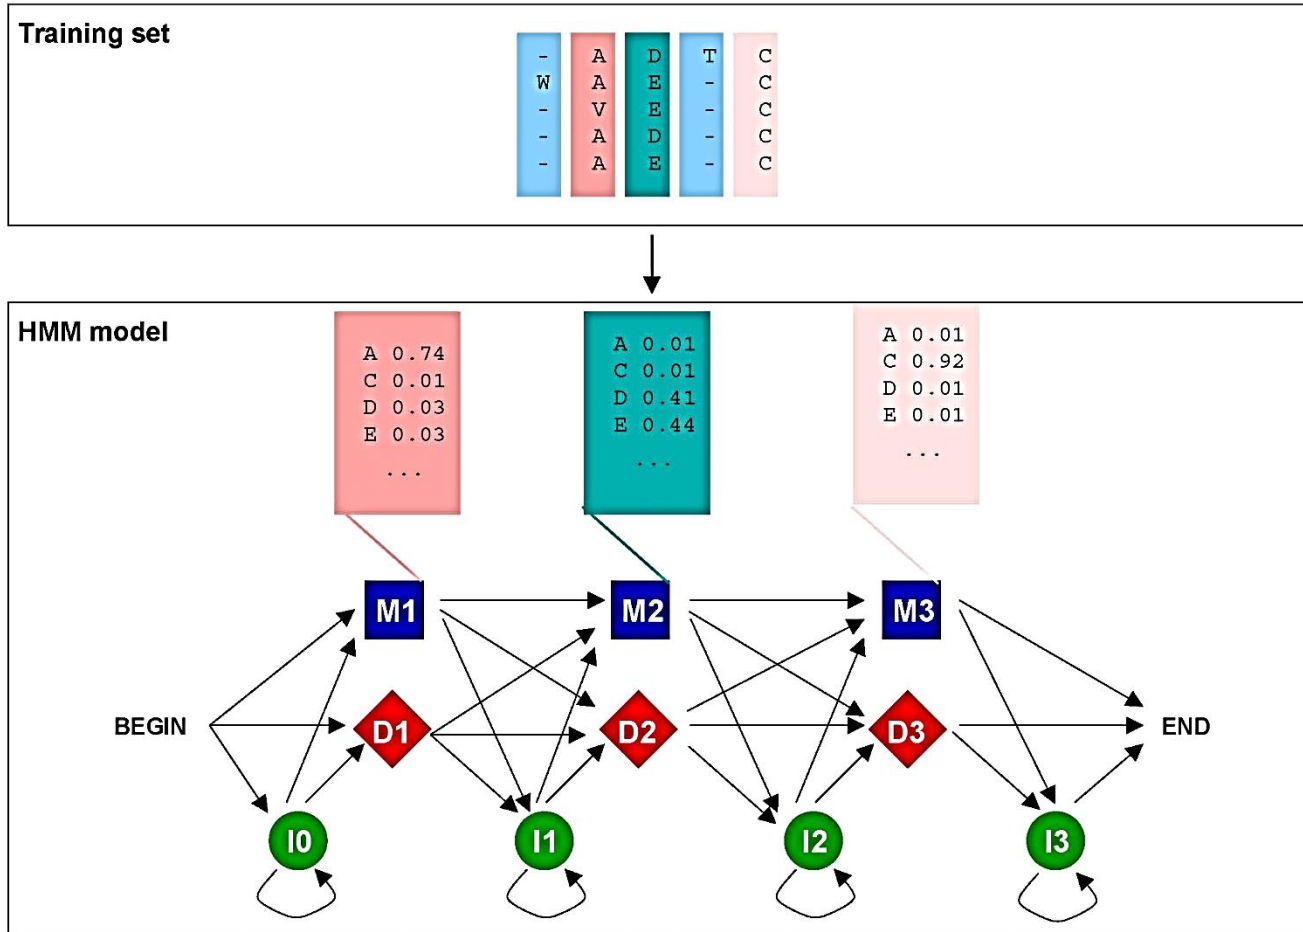 Training set
- A D T C
W A E - C
- V E - C
- A D - C
- A E - C
HMM model
A 0.74
C 0.01
D 0.03
E 0.03
...
A 0.01
C 0.01
D 0.41
E 0.44
...
A 0.01
C 0.92
D 0.01
E 0.01
...
M1 M2 M3
BEGIN D1 D2 D3 END
I0 I1 I2 I3